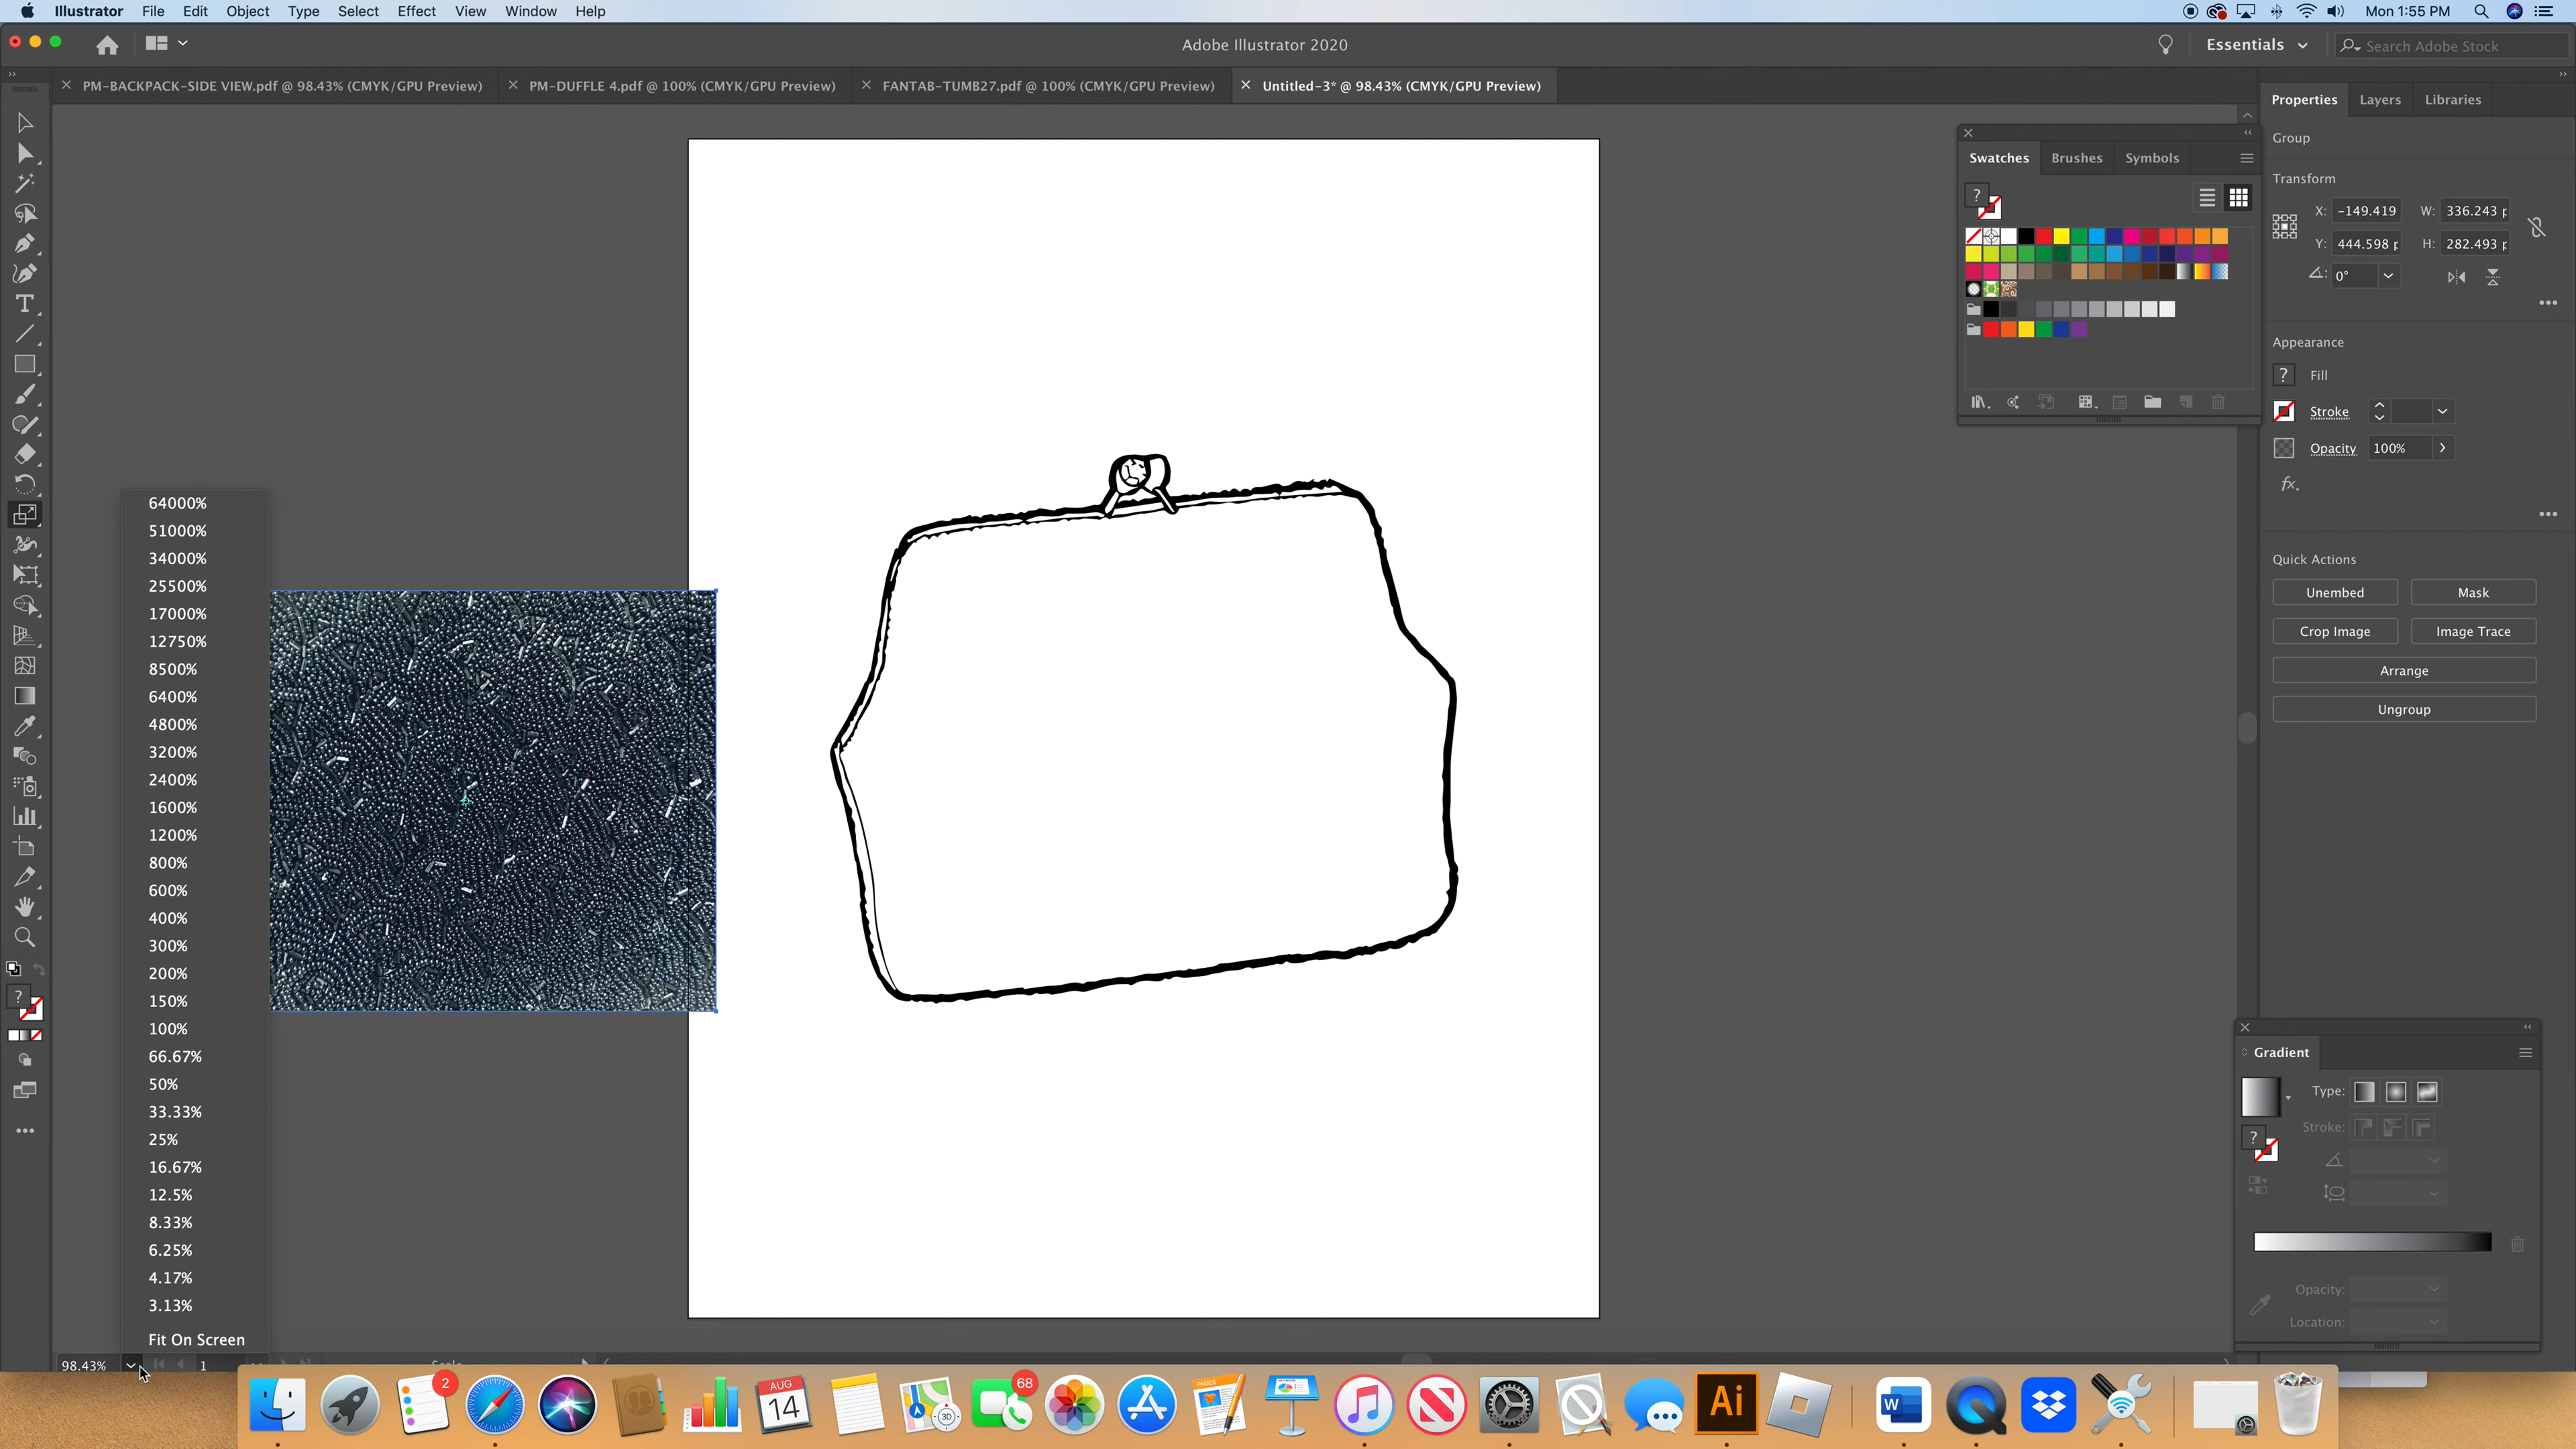 Illustrator File Edit Object Type Select Effect View Window Help Mon 1:55 PM
Adobe Illustrator 2020
Essentials
Search Adobe Stock
PM-BACKPACK-SIDE VIEW.pdf @ 98.43% (CMYK/GPU Preview) PM-DUFFLE 4.pdf @ 100% (CMYK/GPU Preview) FANTAB-TUMB27.pdf @ 100% (CMYK/GPU Preview) Untitled-3* @ 98.43% (CMYK/GPU Preview)
Properties Layers Libraries
Group
Transform
X: -149.419 W: 336.243 p
Y: 444.598 p H: 282.493 p
0°
Appearance
? Fill
Stroke
Opacity 100%
fx.
Quick Actions
Unembed Mask
Crop Image Image Trace
Arrange
Ungroup
Swatches Brushes Symbols
?
64000%
51000%
34000%
25500%
17000%
12750%
8500%
6400%
4800%
3200%
2400%
1600%
1200%
800%
600%
400%
300%
200%
150%
100%
66.67%
50%
33.33%
25%
16.67%
12.5%
8.33%
6.25%
4.17%
3.13%
Fit On Screen
98.43% 1 Scale
?
Gradient
Type:
Stroke:
?
Opacity:
Location:
2
AUG
14
3D
68
PAGES
Ai
W